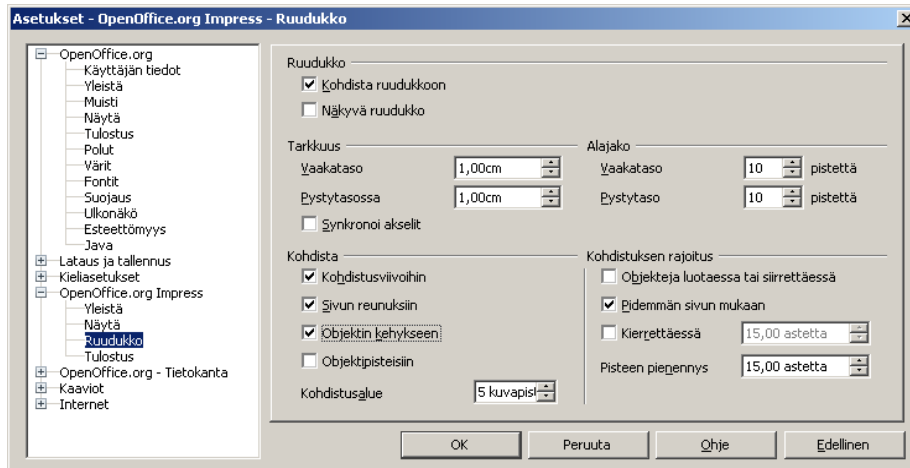 Asetukset - OpenOffice.org Impress - Ruudukko
OpenOffice.org
Käyttäjän tiedot
Yleistä
Muisti
Näytä
Tulostus
Polut
Värit
Fontit
Suojaus
Ulkonäkö
Esteettömyys
Java
Lataus ja tallennus
Kieliasetukset
OpenOffice.org Impress
Yleistä
Näytä
Ruudukko
Tulostus
OpenOffice.org - Tietokanta
Kaaviot
Internet
Ruudukko
Kohdista ruudukkoon
Näkyvä ruudukko
Tarkkuus
Vaakataso 1,00cm
Pystytasossa 1,00cm
Synkronoi akselit
Alajako
Vaakataso 10 pistettä
Pystytaso 10 pistettä
Kohdista
Kohdistusviivoihin
Sivun reunuksiin
Objektin kehykseen
Objektipisteisiin
Kohdistusalue 5
Kohdistuksen rajoitus
Objekteja luotaessa tai siirrettäessä
Pidemmän sivun mukaan
Kierrettäessä 15,00 astetta
Pisteen pienennys 15,00 astetta
OK Peruuta Ohje Edellinen